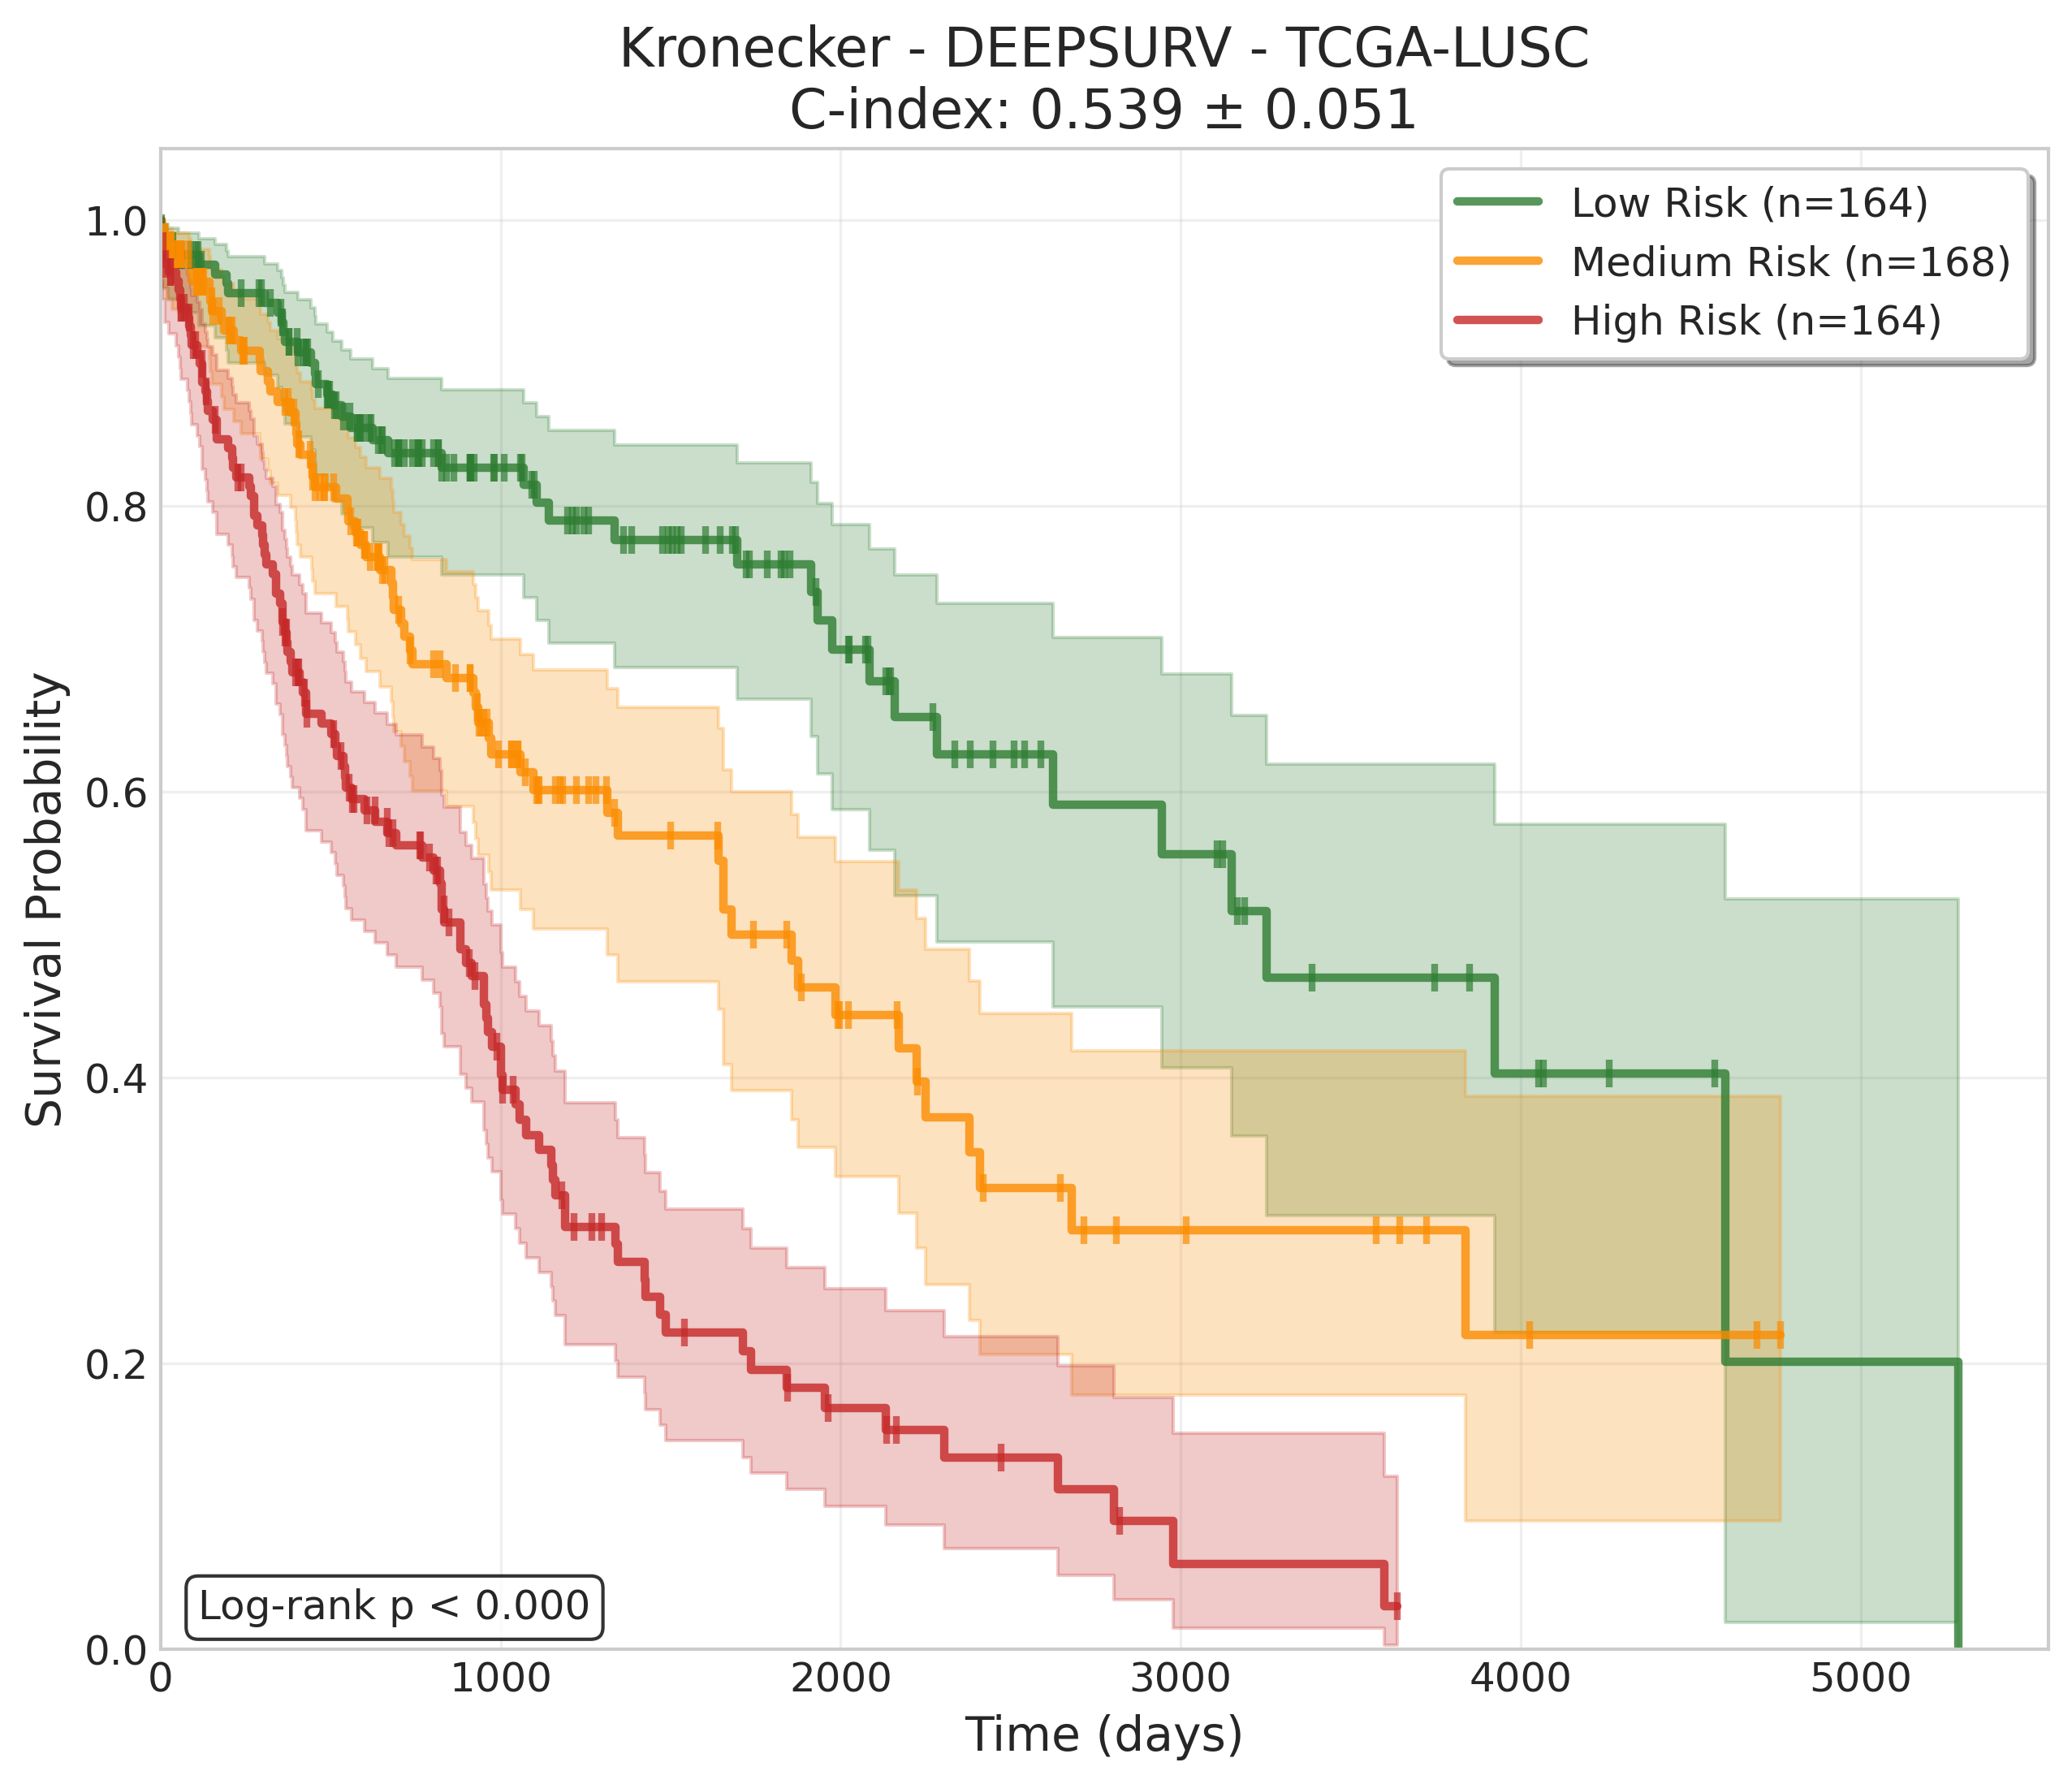 Kronecker - DEEPSURV - TCGA-LUSC
C-index: 0.539 ± 0.051
Low Risk (n=164)
Medium Risk (n=168)
High Risk (n=164)
Survival Probability
1.0
0.8
0.6
0.4
0.2
0.0
Log-rank p < 0.000
0 1000 2000 3000 4000 5000
Time (days)